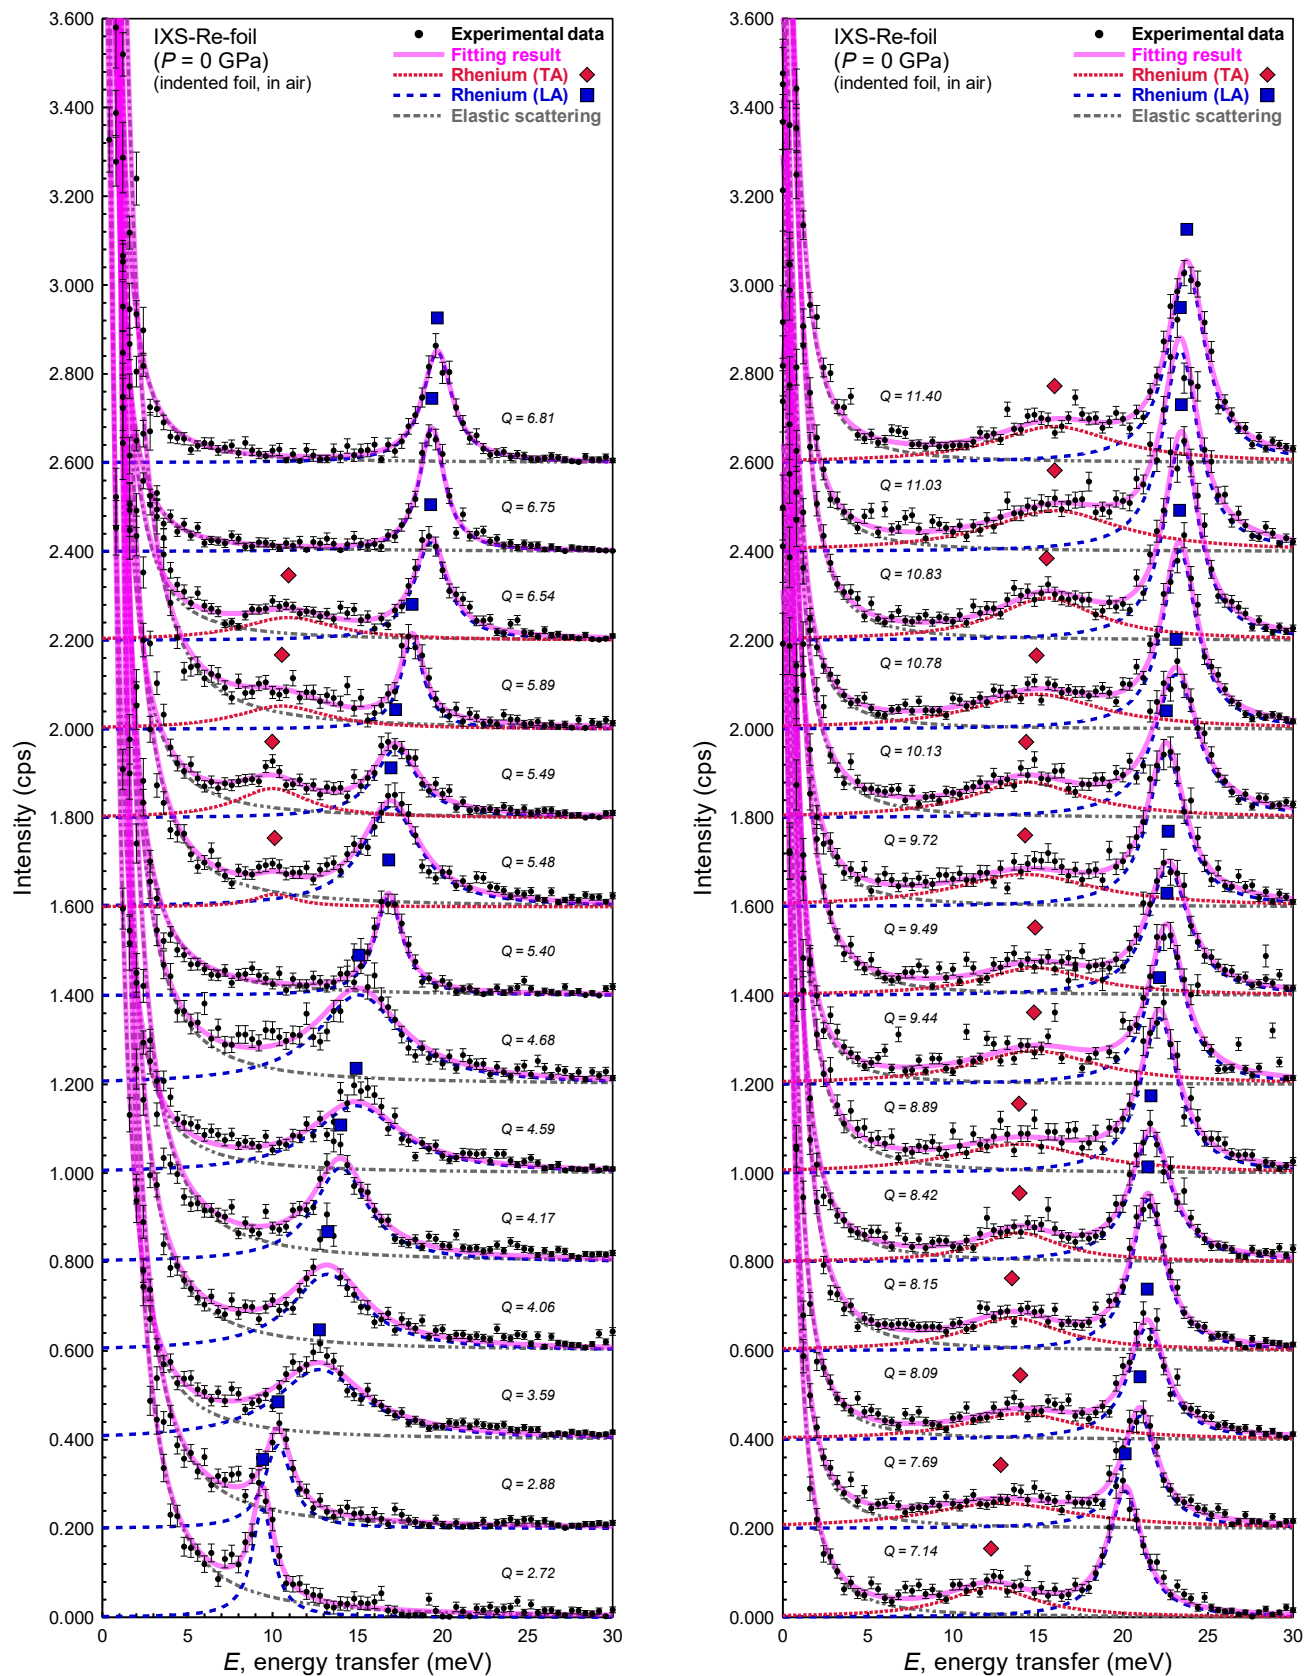 IXS-Re-foil
(P = 0 GPa)
(indented foil, in air)
Experimental data
Fitting result
Rhenium (TA)
Rhenium (LA)
Elastic scattering
3.600
3.400
3.200
3.000
2.800
2.600
2.400
2.200
2.000
1.800
1.600
1.400
1.200
1.000
0.800
0.600
0.400
0.200
0.000
Intensity (cps)
Q = 6.81
Q = 6.75
Q = 6.54
Q = 5.89
Q = 5.49
Q = 5.48
Q = 5.40
Q = 4.68
Q = 4.59
Q = 4.17
Q = 4.06
Q = 3.59
Q = 2.88
Q = 2.72
0 5 10 15 20 25 30
E, energy transfer (meV)
IXS-Re-foil
(P = 0 GPa)
(indented foil, in air)
Experimental data
Fitting result
Rhenium (TA)
Rhenium (LA)
Elastic scattering
3.600
3.400
3.200
3.000
2.800
2.600
2.400
2.200
2.000
1.800
1.600
1.400
1.200
1.000
0.800
0.600
0.400
0.200
0.000
Intensity (cps)
Q = 11.40
Q = 11.03
Q = 10.83
Q = 10.78
Q = 10.13
Q = 9.72
Q = 9.49
Q = 9.44
Q = 8.89
Q = 8.42
Q = 8.15
Q = 8.09
Q = 7.69
Q = 7.14
0 5 10 15 20 25 30
E, energy transfer (meV)